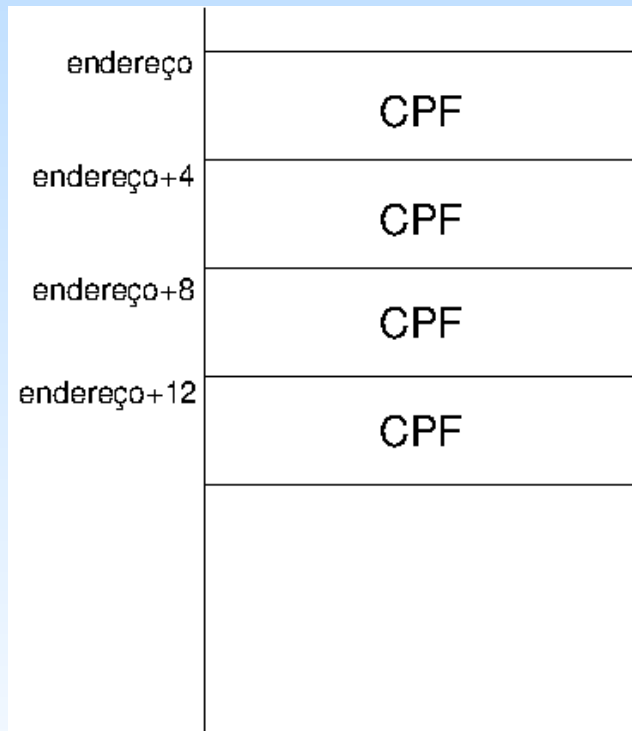 endereço
CPF
endereço+4
CPF
endereço+8
CPF
endereço+12
CPF